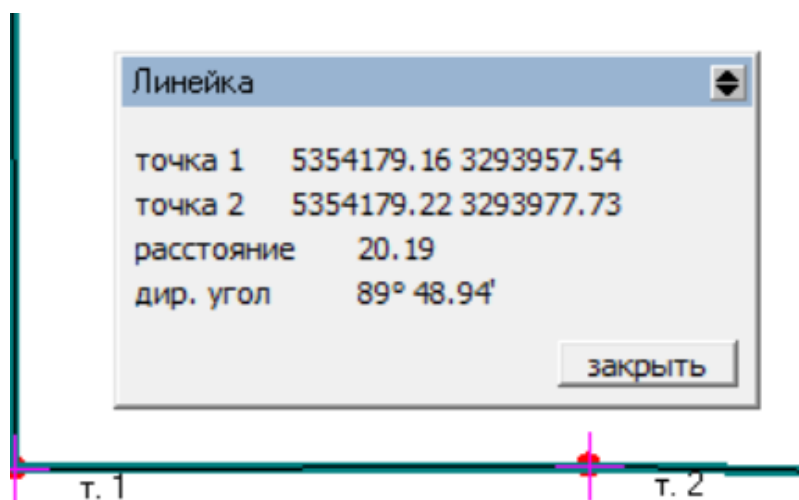 Линейка
точка 1 5354179.16 3293957.54
точка 2 5354179.22 3293977.73
расстояние 20.19
дир. угол 89° 48.94'
закрыть
т. 1 т. 2